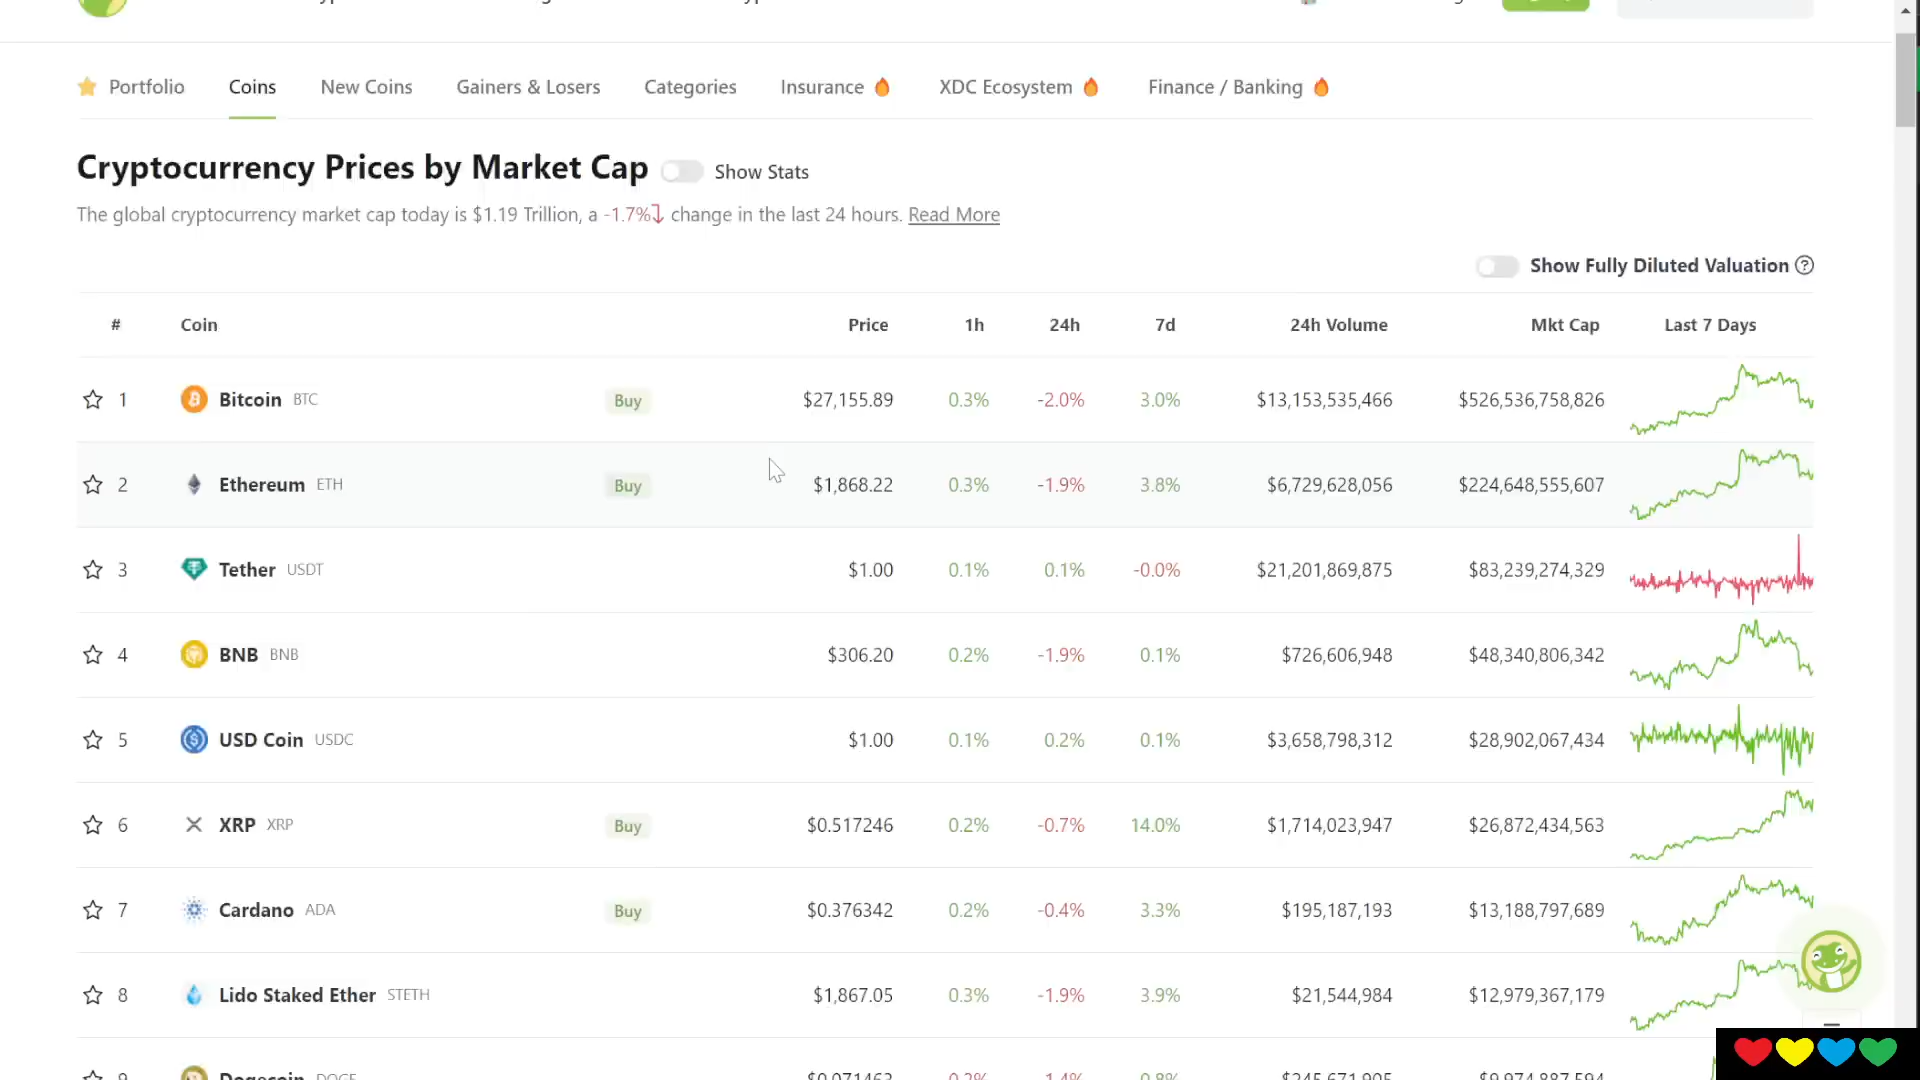 Portfolio Coins New Coins Gainers & Losers Categories Insurance XDC Ecosystem Finance / Banking
Cryptocurrency Prices by Market Cap Show Stats
The global cryptocurrency market cap today is $1.19 Trillion, a -1.7% change in the last 24 hours. Read More
Show Fully Diluted Valuation
# Coin Price 1h 24h 7d 24h Volume Mkt Cap Last 7 Days
1 Bitcoin BTC Buy $27,155.89 0.3% -2.0% 3.0% $13,153,535,466 $526,536,758,826
2 Ethereum ETH Buy $1,868.22 0.3% -1.9% 3.8% $6,729,628,056 $224,648,555,607
3 Tether USDT $1.00 0.1% 0.1% -0.0% $21,201,869,875 $83,239,274,329
4 BNB BNB $306.20 0.2% -1.9% 0.1% $726,606,948 $48,340,806,342
5 USD Coin USDC $1.00 0.1% 0.2% 0.1% $3,658,798,312 $28,902,067,434
6 XRP XRP Buy $0.517246 0.2% -0.7% 14.0% $1,714,023,947 $26,872,434,563
7 Cardano ADA Buy $0.376342 0.2% -0.4% 3.3% $195,187,193 $13,188,797,689
8 Lido Staked Ether STETH $1,867.05 0.3% -1.9% 3.9% $21,544,984 $12,979,367,179
9 Dogecoin DOGE